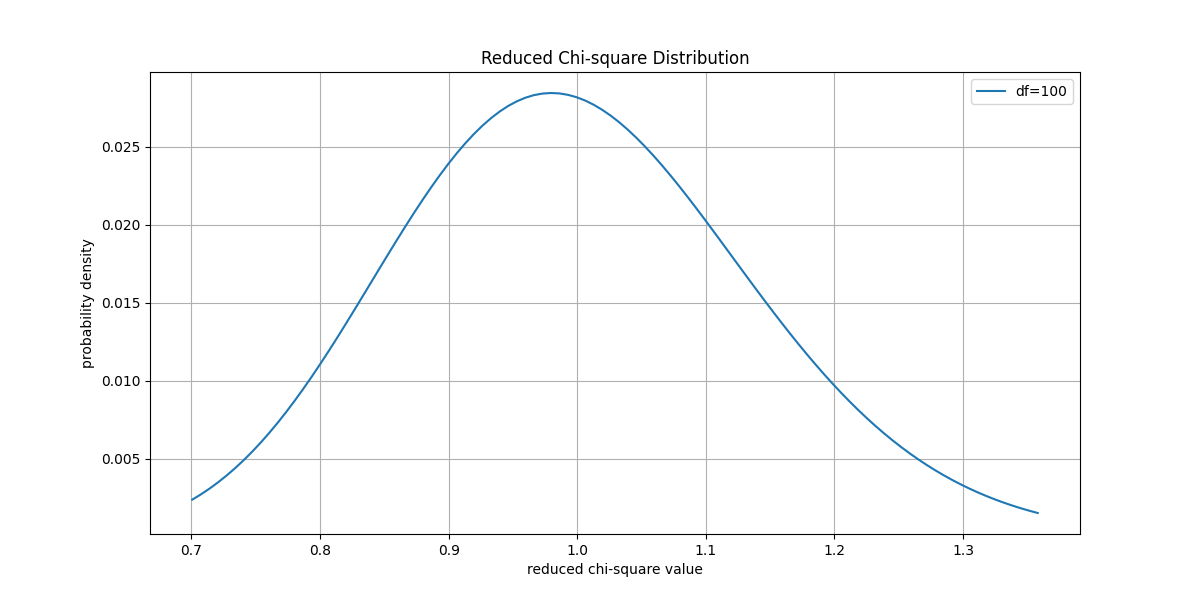 Reduced Chi-square Distribution
df=100
probability density
0.025
0.020
0.015
0.010
0.005
0.7 0.8 0.9 1.0 1.1 1.2 1.3
reduced chi-square value